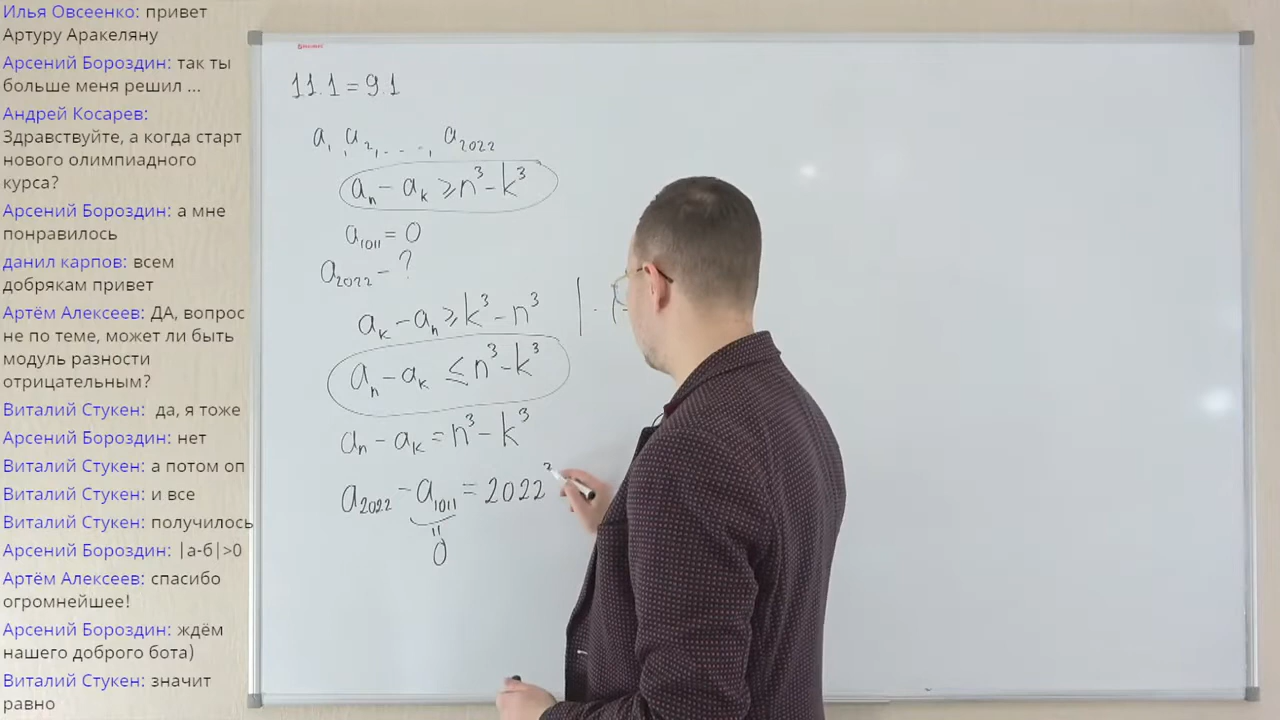 Илья Овсеенко: привет
Артуру Аракеляну
Арсений Бороздин: так ты
больше меня решил ...
Андрей Косарев:
Здравствуйте, а когда старт
нового олимпиадного
курса?
Арсений Бороздин: а мне
понравилось
данил карпов: всем
добрякам привет
Артём Алексеев: ДА, вопрос
не по теме, может ли быть
модуль разности
отрицательным?
Виталий Стукен: да, я тоже
Арсений Бороздин: нет
Виталий Стукен: а потом оп
Виталий Стукен: и все
Виталий Стукен: получилось
Арсений Бороздин: |а-б|>0
Артём Алексеев: спасибо
огромнейшее!
Арсений Бороздин: ждём
нашего доброго бота)
Виталий Стукен: значит
равно
11.1 = 9.1
a₁, a₂, ...., a₂₀₂₂
aₙ - aₖ ⩾ n³ - k³
a₁₀₁₁ = 0
a₂₀₂₂ - ?
aₖ - aₙ ⩾ k³ - n³ | · (-
aₙ - aₖ ≤ n³ - k³
aₙ - aₖ = n³ - k³
a₂₀₂₂ - a₁₀₁₁ = 2022
॥
0